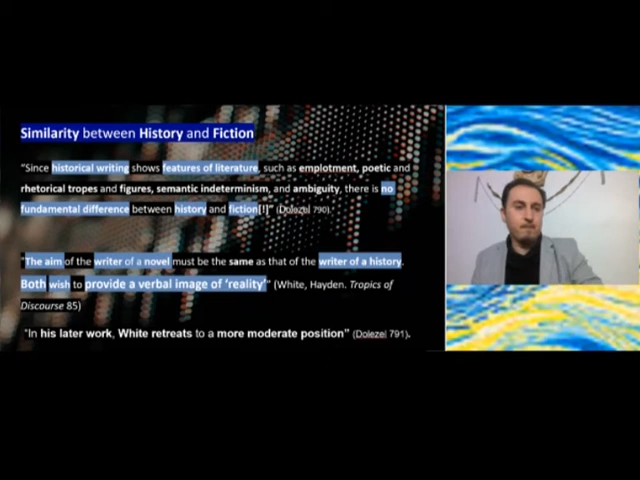 Similarity between History and Fiction
“Since historical writing shows features of literature, such as emplotment, poetic and
rhetorical tropes and figures, semantic indeterminism, and ambiguity, there is no
fundamental difference between history and fiction[!]” (Dolezel 790).
"The aim of the writer of a novel must be the same as that of the writer of a history.
Both wish to provide a verbal image of ‘reality’” (White, Hayden. Tropics of
Discourse 85)
“In his later work, White retreats to a more moderate position” (Dolezel 791).